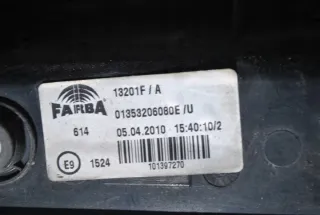 13201F / A
FARBA
01353206080E /U
614 05.04.2010 - 15:40:10/2
E9 1524
101397270